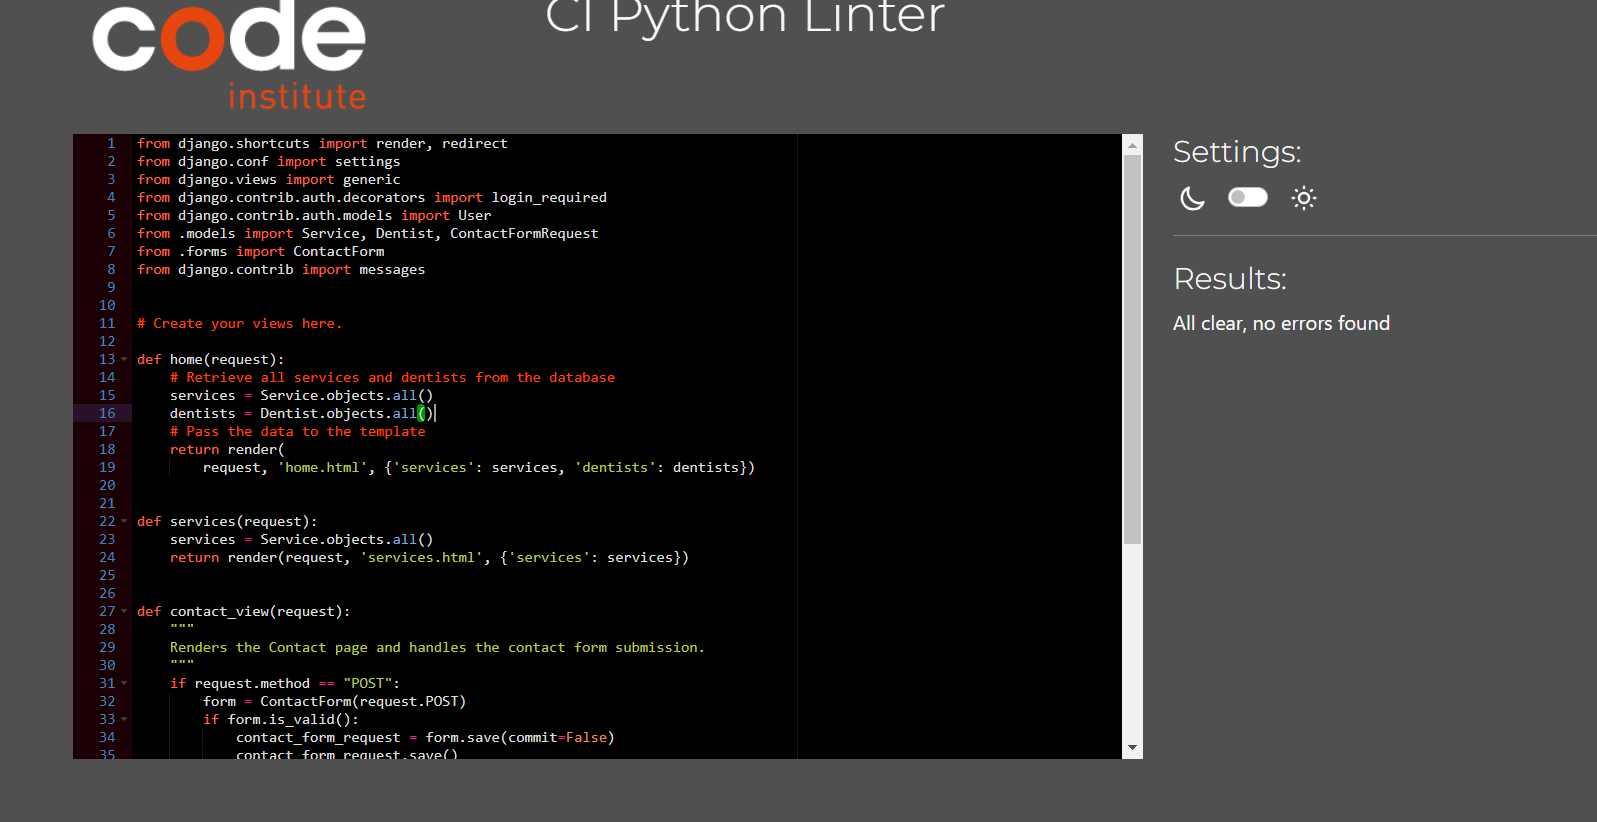 code
institute
CI Python Linter
1 from django.shortcuts import render, redirect
2 from django.conf import settings
3 from django.views import generic
4 from django.contrib.auth.decorators import login_required
5 from django.contrib.auth.models import User
6 from .models import Service, Dentist, ContactFormRequest
7 from .forms import ContactForm
8 from django.contrib import messages
9
10
11 # Create your views here.
12
13 def home(request):
14     # Retrieve all services and dentists from the database
15     services = Service.objects.all()
16     dentists = Dentist.objects.all()
17     # Pass the data to the template
18     return render(
19         request, 'home.html', {'services': services, 'dentists': dentists})
20
21
22 def services(request):
23     services = Service.objects.all()
24     return render(request, 'services.html', {'services': services})
25
26
27 def contact_view(request):
28     """
29     Renders the Contact page and handles the contact form submission.
30     """
31     if request.method == "POST":
32         form = ContactForm(request.POST)
33         if form.is_valid():
34             contact_form_request = form.save(commit=False)
35             contact_form_request.save()
Settings:
Results:
All clear, no errors found